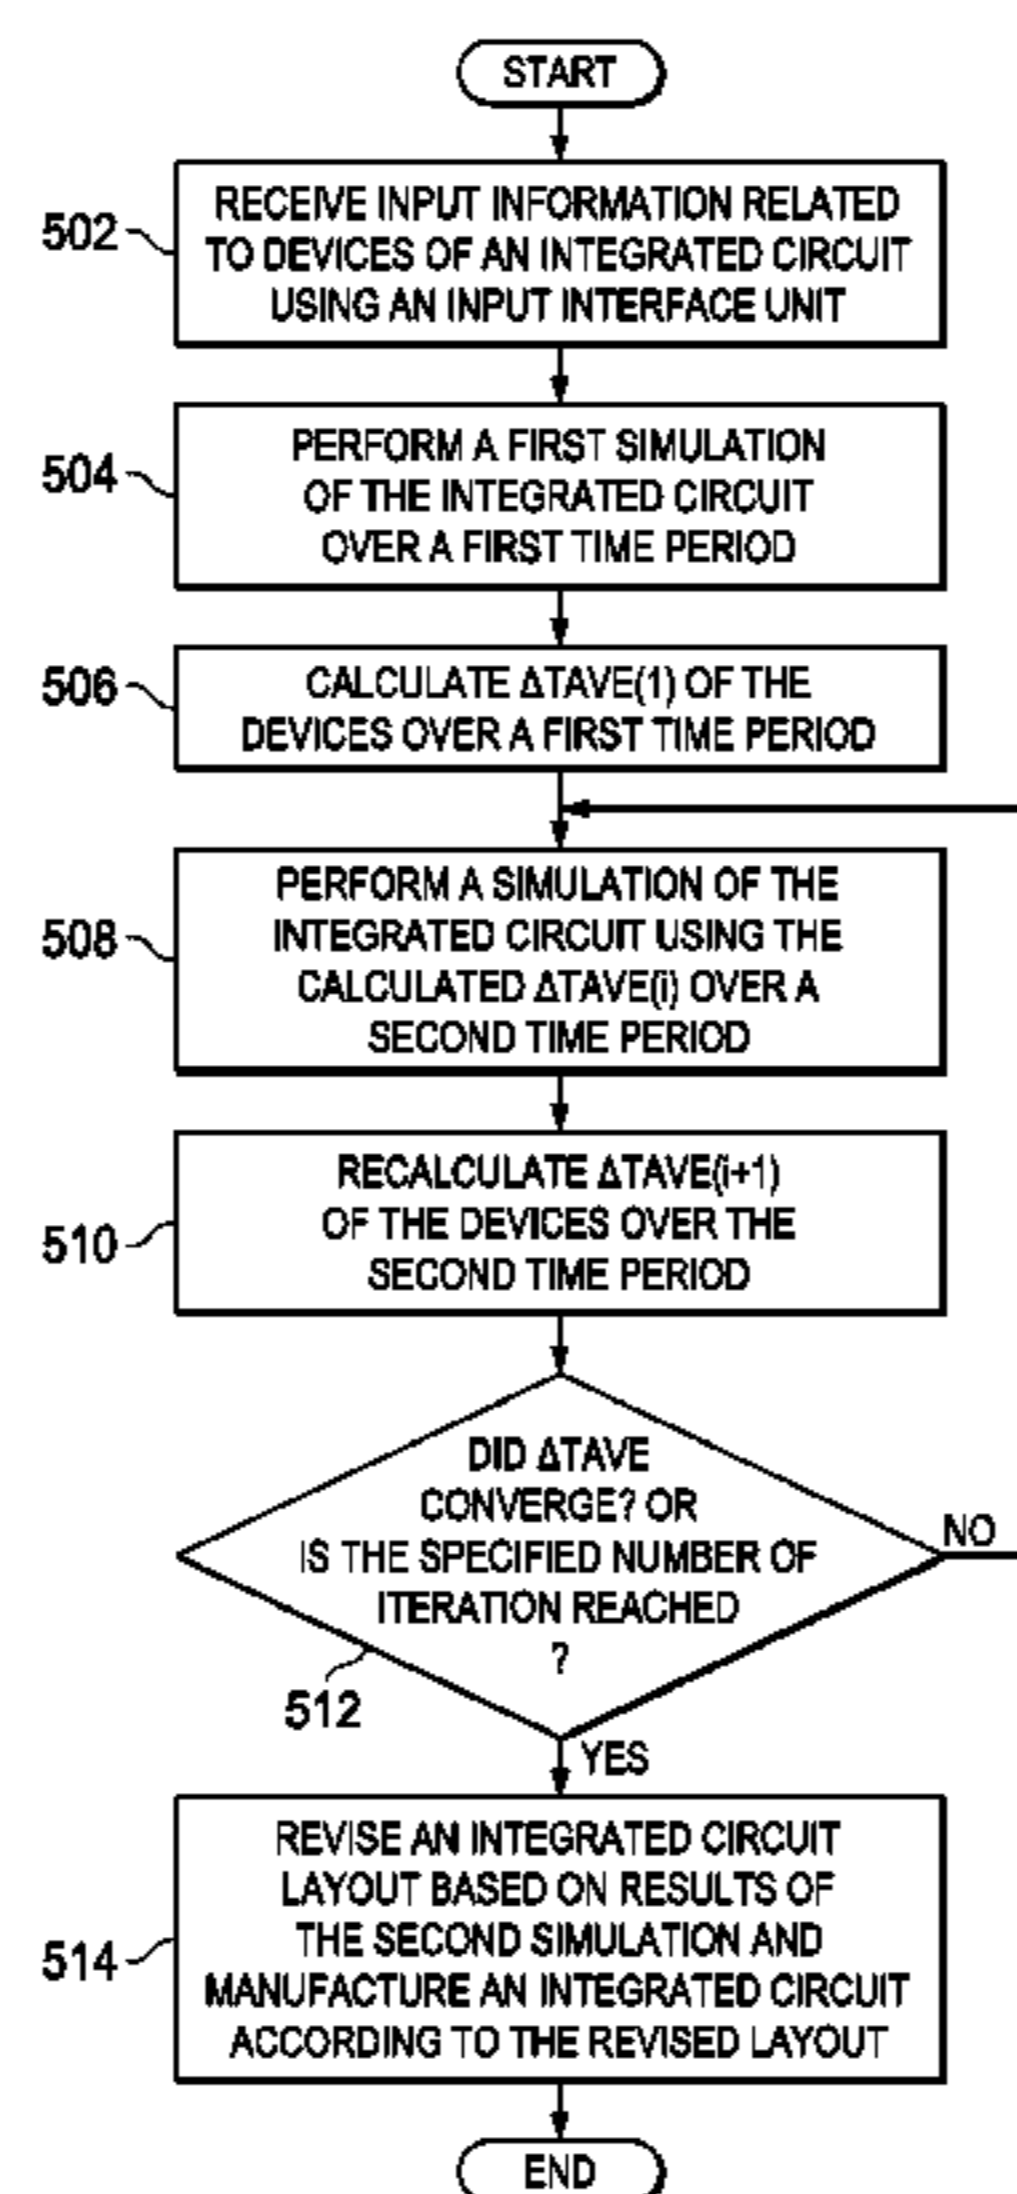 START
502
RECEIVE INPUT INFORMATION RELATED
TO DEVICES OF AN INTEGRATED CIRCUIT
USING AN INPUT INTERFACE UNIT
504
PERFORM A FIRST SIMULATION
OF THE INTEGRATED CIRCUIT
OVER A FIRST TIME PERIOD
506
CALCULATE ΔTAVE(1) OF THE
DEVICES OVER A FIRST TIME PERIOD
508
PERFORM A SIMULATION OF THE
INTEGRATED CIRCUIT USING THE
CALCULATED ΔTAVE(i) OVER A
SECOND TIME PERIOD
510
RECALCULATE ΔTAVE(i+1)
OF THE DEVICES OVER THE
SECOND TIME PERIOD
DID ΔTAVE
CONVERGE? OR
IS THE SPECIFIED NUMBER OF
ITERATION REACHED
?
NO
512
YES
514
REVISE AN INTEGRATED CIRCUIT
LAYOUT BASED ON RESULTS OF
THE SECOND SIMULATION AND
MANUFACTURE AN INTEGRATED CIRCUIT
ACCORDING TO THE REVISED LAYOUT
END